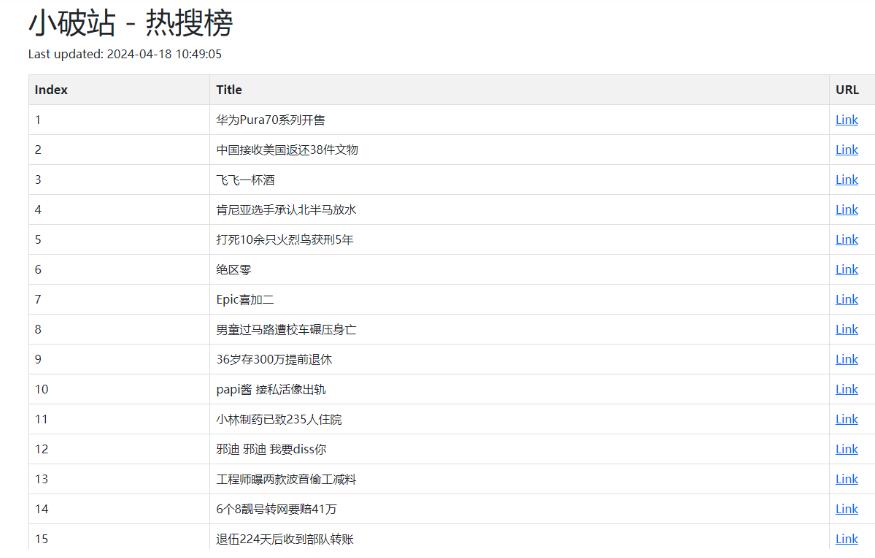 小破站 - 热搜榜
Last updated: 2024-04-18 10:49:05
Index Title URL
1 华为Pura70系列开售 Link
2 中国接收美国返还38件文物 Link
3 飞飞一杯酒 Link
4 肯尼亚选手承认北半马放水 Link
5 打死10余只火烈鸟获刑5年 Link
6 绝区零 Link
7 Epic喜加二 Link
8 男童过马路遭校车碾压身亡 Link
9 36岁存300万提前退休 Link
10 papi酱 接私活像出轨 Link
11 小林制药已致235人住院 Link
12 邪迪 邪迪 我要diss你 Link
13 工程师曝两款波音偷工减料 Link
14 6个8靓号转网要赔41万 Link
15 退伍224天后收到部队转账 Link